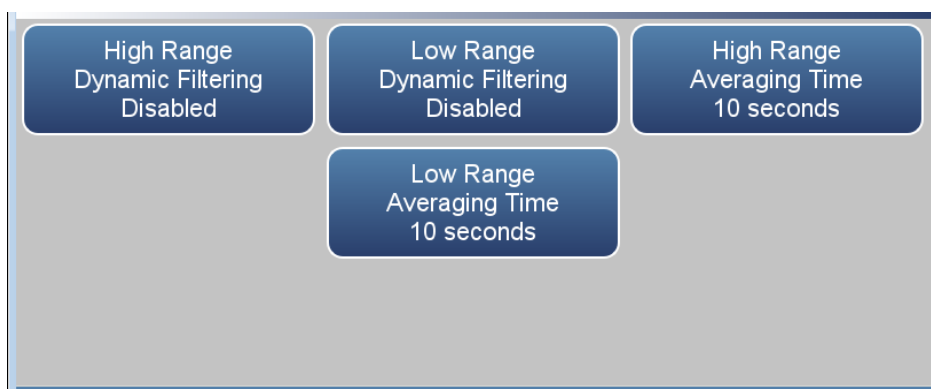 High Range
Dynamic Filtering
Disabled
Low Range
Dynamic Filtering
Disabled
High Range
Averaging Time
10 seconds
Low Range
Averaging Time
10 seconds